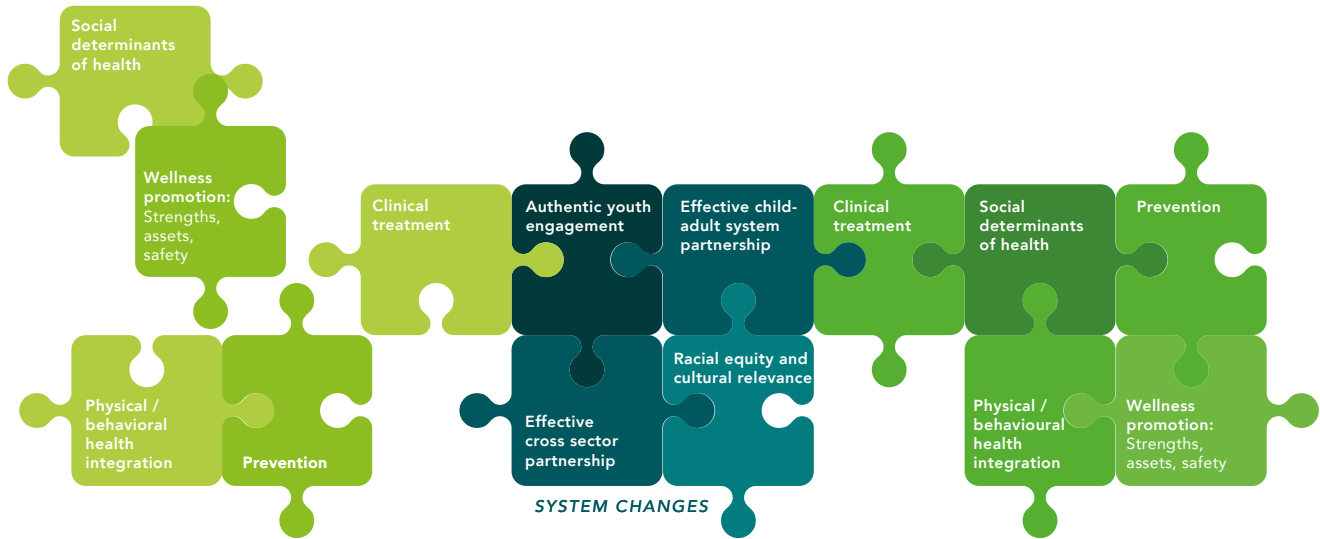 Social
determinants
of health
Wellness
promotion:
Strengths,
assets,
safety
Physical /
behavioral
health
integration
Prevention
Clinical
treatment
Authentic youth
engagement
Effective child-
adult system
partnership
Effective
cross sector
partnership
Racial equity and
cultural relevance
SYSTEM CHANGES
Clinical
treatment
Social
determinants
of health
Prevention
Physical /
behavioural
health
integration
Wellness
promotion:
Strengths,
assets, safety